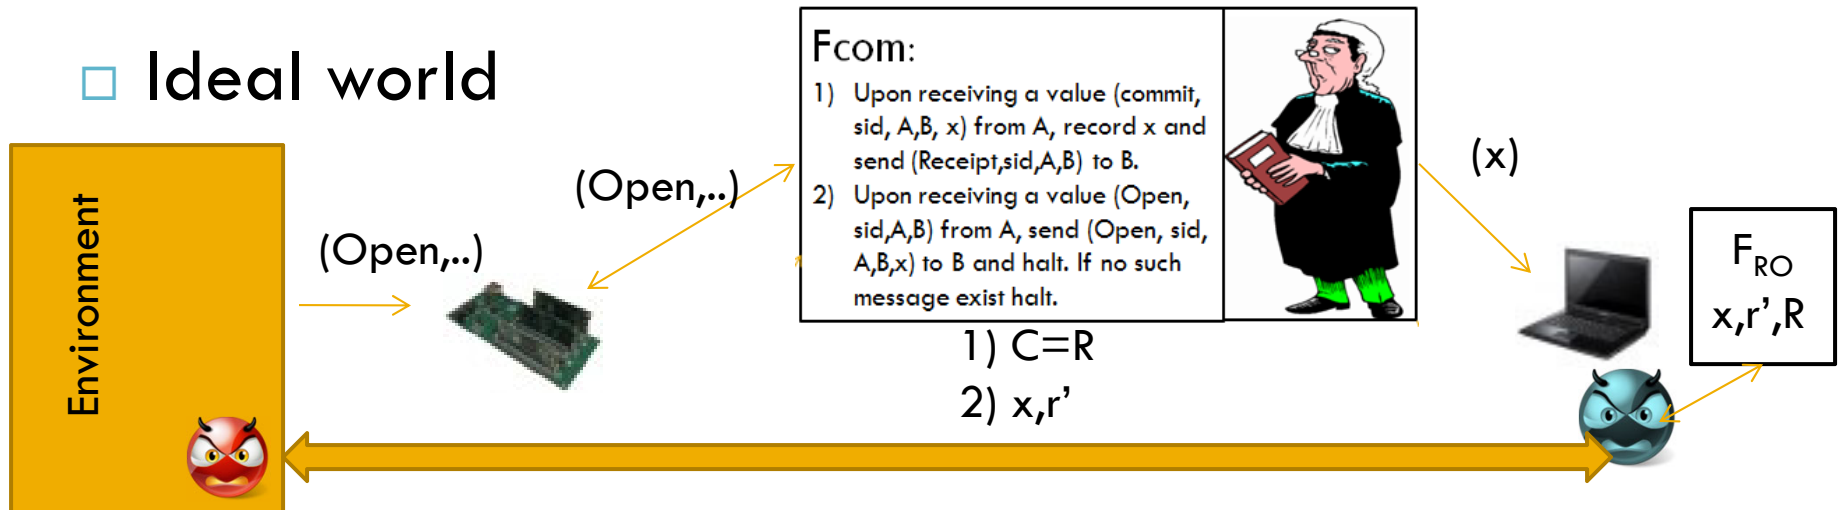 Ideal world
Fcom:
1) Upon receiving a value (commit,
sid, A,B, x) from A, record x and
send (Receipt,sid,A,B) to B.
2) Upon receiving a value (Open,
sid,A,B) from A, send (Open, sid,
A,B,x) to B and halt. If no such
message exist halt.
Environment
(Open,..)
(Open,..)
(x)
FRO
x,r’,R
1) C=R
2) x,r’